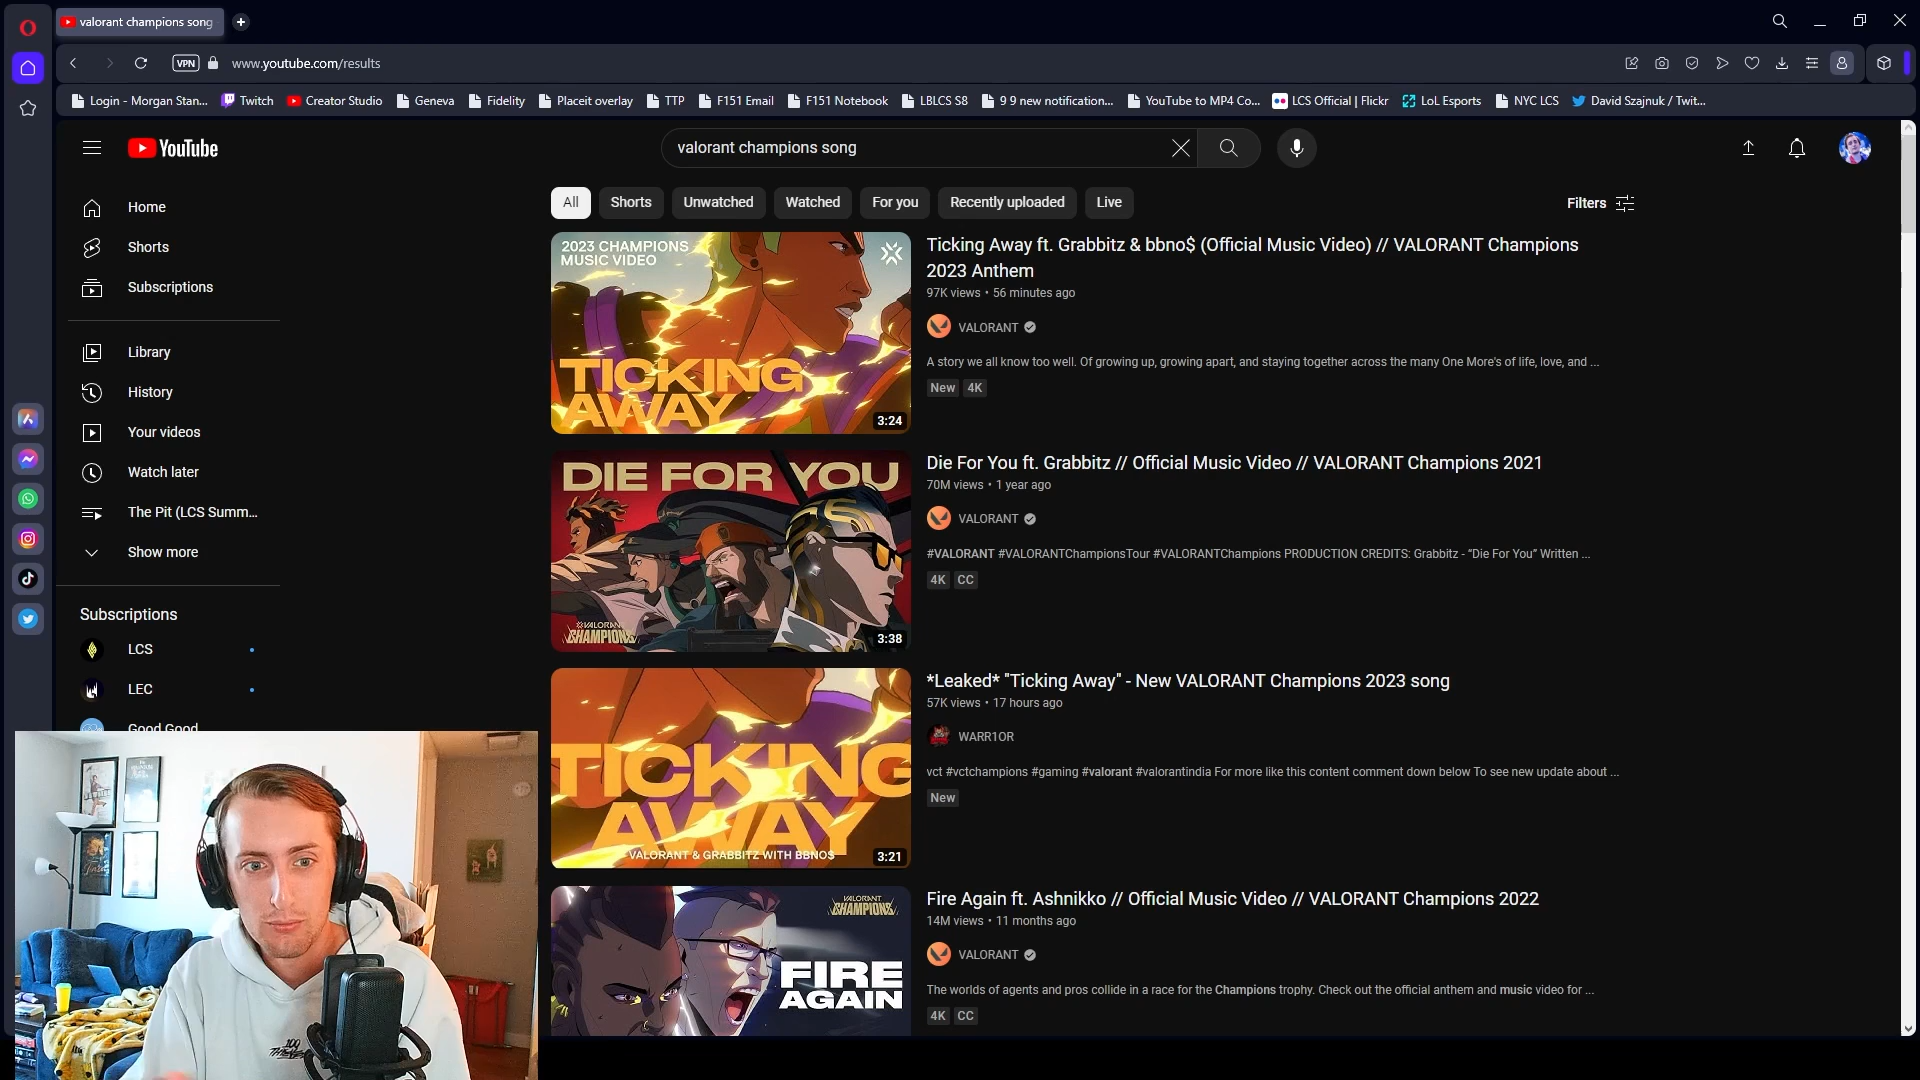 valorant champions song
VPN
www.youtube.com/results
Login - Morgan Stan...
Twitch
Creator Studio
Geneva
Fidelity
Placeit overlay
TTP
F151 Email
F151 Notebook
LBLCS S8
9 9 new notification...
YouTube to MP4 Co...
LCS Official | Flickr
LoL Esports
NYC LCS
David Szajnuk / Twit...
YouTube
valorant champions song
All
Shorts
Unwatched
Watched
For you
Recently uploaded
Live
Filters
Home
Shorts
Subscriptions
Library
History
Your videos
Watch later
The Pit (LCS Summ...
Show more
Subscriptions
LCS
LEC
Good Good
2023 CHAMPIONS
MUSIC VIDEO
TICKING
AWAY
3:24
Ticking Away ft. Grabbitz & bbno$ (Official Music Video) // VALORANT Champions
2023 Anthem
97K views • 56 minutes ago
VALORANT
A story we all know too well. Of growing up, growing apart, and staying together across the many One More's of life, love, and ...
New
4K
DIE FOR YOU
VALORANT
CHAMPIONS
3:38
Die For You ft. Grabbitz // Official Music Video // VALORANT Champions 2021
70M views • 1 year ago
VALORANT
#VALORANT #VALORANTChampionsTour #VALORANTChampions PRODUCTION CREDITS: Grabbitz - “Die For You” Written ...
4K
CC
TICKING
AWAY
VALORANT & GRABBITZ WITH BBNO$
3:21
*Leaked* "Ticking Away" - New VALORANT Champions 2023 song
57K views • 17 hours ago
WARR1OR
vct #vctchampions #gaming #valorant #valorantindia For more like this content comment down below To see new update about ...
New
VALORANT
CHAMPIONS
FIRE
AGAIN
Fire Again ft. Ashnikko // Official Music Video // VALORANT Champions 2022
14M views • 11 months ago
VALORANT
The worlds of agents and pros collide in a race for the Champions trophy. Check out the official anthem and music video for ...
4K
CC
100
THIEVES